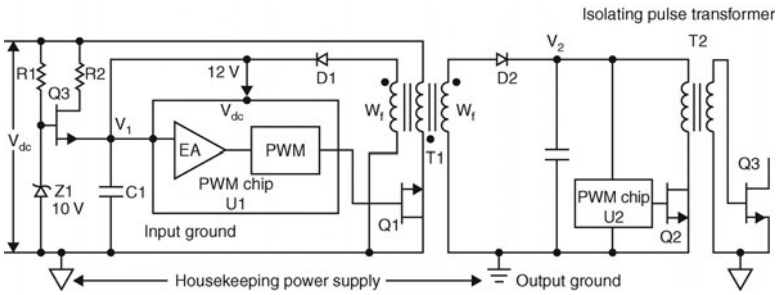 Isolating pulse transformer
R1
R2
Q3
12 V
D1
D2
V2
T2
Vdc
V1
Vdc
Wf
Wf
T1
EA
PWM
Z1
10 V
C1
PWM chip
U1
Q1
PWM chip
U2
Q2
Q3
Input ground
Housekeeping power supply
Output ground